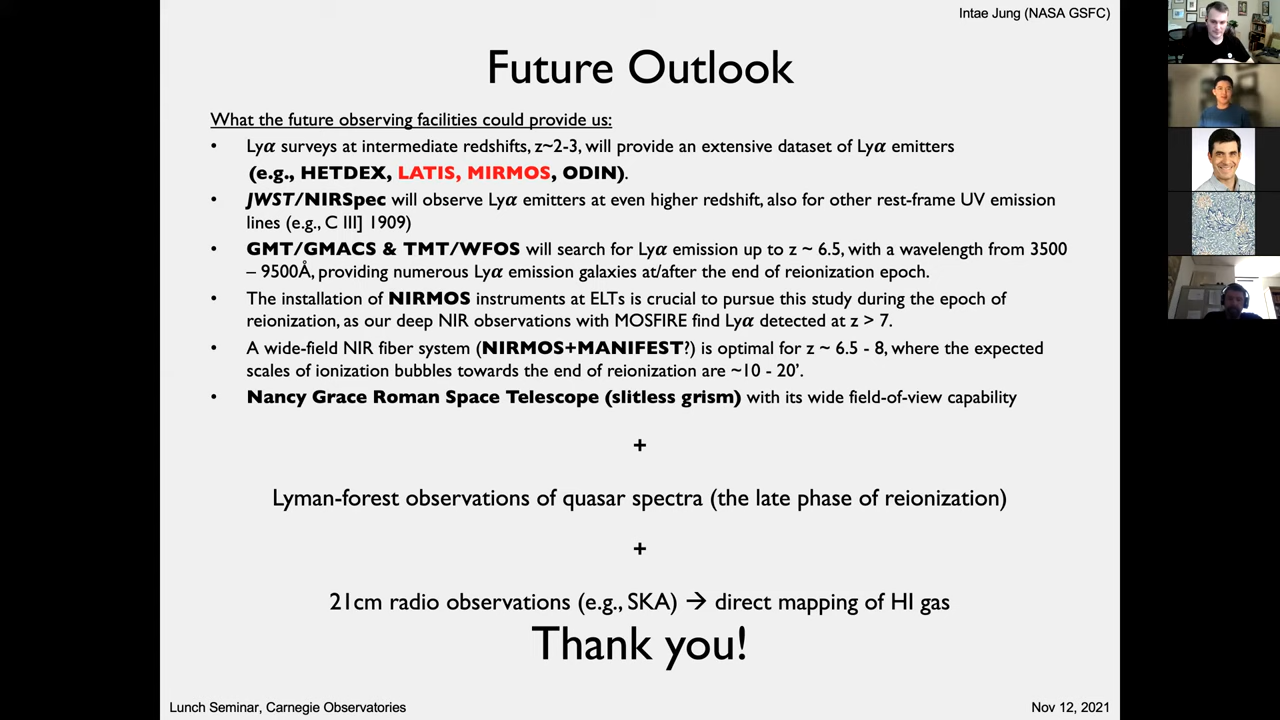 Intae Jung (NASA GSFC)
Future Outlook
What the future observing facilities could provide us:
• Ly𝜶 surveys at intermediate redshifts, z~2-3, will provide an extensive dataset of Ly𝜶 emitters
(e.g., HETDEX, LATIS, MIRMOS, ODIN).
• JWST/NIRSpec will observe Ly𝜶 emitters at even higher redshift, also for other rest-frame UV emission
lines (e.g., C III] 1909)
• GMT/GMACS & TMT/WFOS will search for Ly𝜶 emission up to z ~ 6.5, with a wavelength from 3500
– 9500Å, providing numerous Ly𝜶 emission galaxies at/after the end of reionization epoch.
• The installation of NIRMOS instruments at ELTs is crucial to pursue this study during the epoch of
reionization, as our deep NIR observations with MOSFIRE find Ly𝜶 detected at z > 7.
• A wide-field NIR fiber system (NIRMOS+MANIFEST?) is optimal for z ~ 6.5 - 8, where the expected
scales of ionization bubbles towards the end of reionization are ~10 - 20’.
• Nancy Grace Roman Space Telescope (slitless grism) with its wide field-of-view capability
+
Lyman-forest observations of quasar spectra (the late phase of reionization)
+
21cm radio observations (e.g., SKA) → direct mapping of HI gas
Thank you!
Lunch Seminar, Carnegie Observatories
Nov 12, 2021